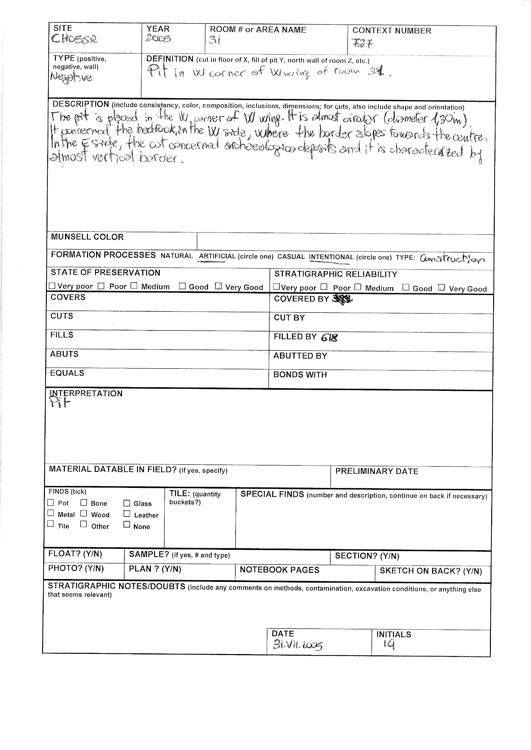 SITE
CHO5SR
YEAR
2005
ROOM # or AREA NAME
31
CONTEXT NUMBER
727
TYPE (positive, negative, wall)
Negative
DEFINITION (cut in floor of X, fill of pit Y, north wall of room Z, etc.)
Pit in W corner of W wing of room 31.
DESCRIPTION (include consistency, color, composition, inclusions, dimensions; for cuts, also include shape and orientation)
The pit is placed in the W corner of W wing. It is almost circular (diameter 1,30m)
It concerned the bedrock, in the W side, where the border slopes towards the centre.
In the E side, the cut concerned archaeological deposits and it is characterized by
almost vertical border.
MUNSELL COLOR
FORMATION PROCESSES NATURAL ARTIFICIAL (circle one) CASUAL INTENTIONAL (circle one) TYPE: Construction
STATE OF PRESERVATION
☐ Very poor ☐ Poor ☐ Medium ☐ Good ☐ Very Good
STRATIGRAPHIC RELIABILITY
☐ Very poor ☐ Poor ☐ Medium ☐ Good ☐ Very Good
COVERS
COVERED BY
CUTS
CUT BY
FILLS
FILLED BY 618
ABUTS
ABUTTED BY
EQUALS
BONDS WITH
INTERPRETATION
Pit
MATERIAL DATABLE IN FIELD? (if yes, specify)
PRELIMINARY DATE
FINDS (tick)
☐ Pot ☐ Bone ☐ Glass
☐ Metal ☐ Wood ☐ Leather
☐ Tile ☐ Other ☐ None
TILE: (quantity buckets?)
SPECIAL FINDS (number and description, continue on back if necessary)
FLOAT? (Y/N)
SAMPLE? (if yes, # and type)
SECTION? (Y/N)
PHOTO? (Y/N)
PLAN ? (Y/N)
NOTEBOOK PAGES
SKETCH ON BACK? (Y/N)
STRATIGRAPHIC NOTES/DOUBTS (include any comments on methods, contamination, excavation conditions, or anything else
that seems relevant)
DATE
31.VII.2005
INITIALS
IQ